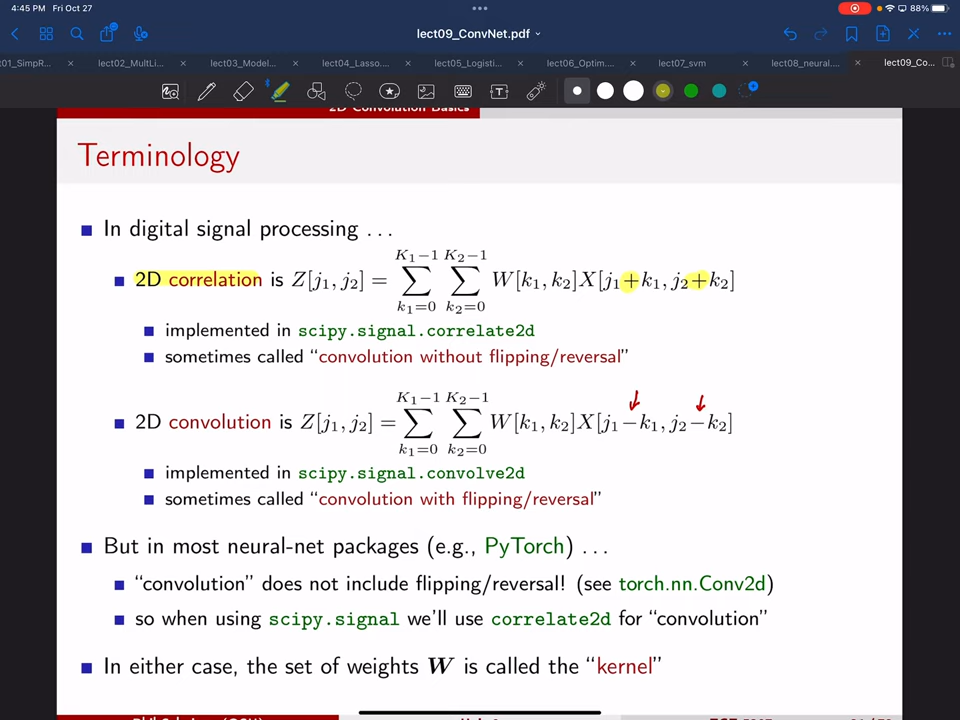 4:45 PM Fri Oct 27
88%
lect09_ConvNet.pdf
01_SimpR...
lect02_MultLi...
lect03_Model...
lect04_Lasso...
lect05_Logisti...
lect06_Optim...
lect07_svm
lect08_neural...
lect09_Co...
2D Convolution Basics
Terminology
In digital signal processing ...
2D correlation is Z[j₁, j₂] = ∑_{k₁=0}^{K₁−1} ∑_{k₂=0}^{K₂−1} W[k₁, k₂]X[j₁+k₁, j₂+k₂]
implemented in scipy.signal.correlate2d
sometimes called “convolution without flipping/reversal”
2D convolution is Z[j₁, j₂] = ∑_{k₁=0}^{K₁−1} ∑_{k₂=0}^{K₂−1} W[k₁, k₂]X[j₁−k₁, j₂−k₂]
implemented in scipy.signal.convolve2d
sometimes called “convolution with flipping/reversal”
But in most neural-net packages (e.g., PyTorch) ...
“convolution” does not include flipping/reversal! (see torch.nn.Conv2d)
so when using scipy.signal we’ll use correlate2d for “convolution”
In either case, the set of weights W is called the “kernel”